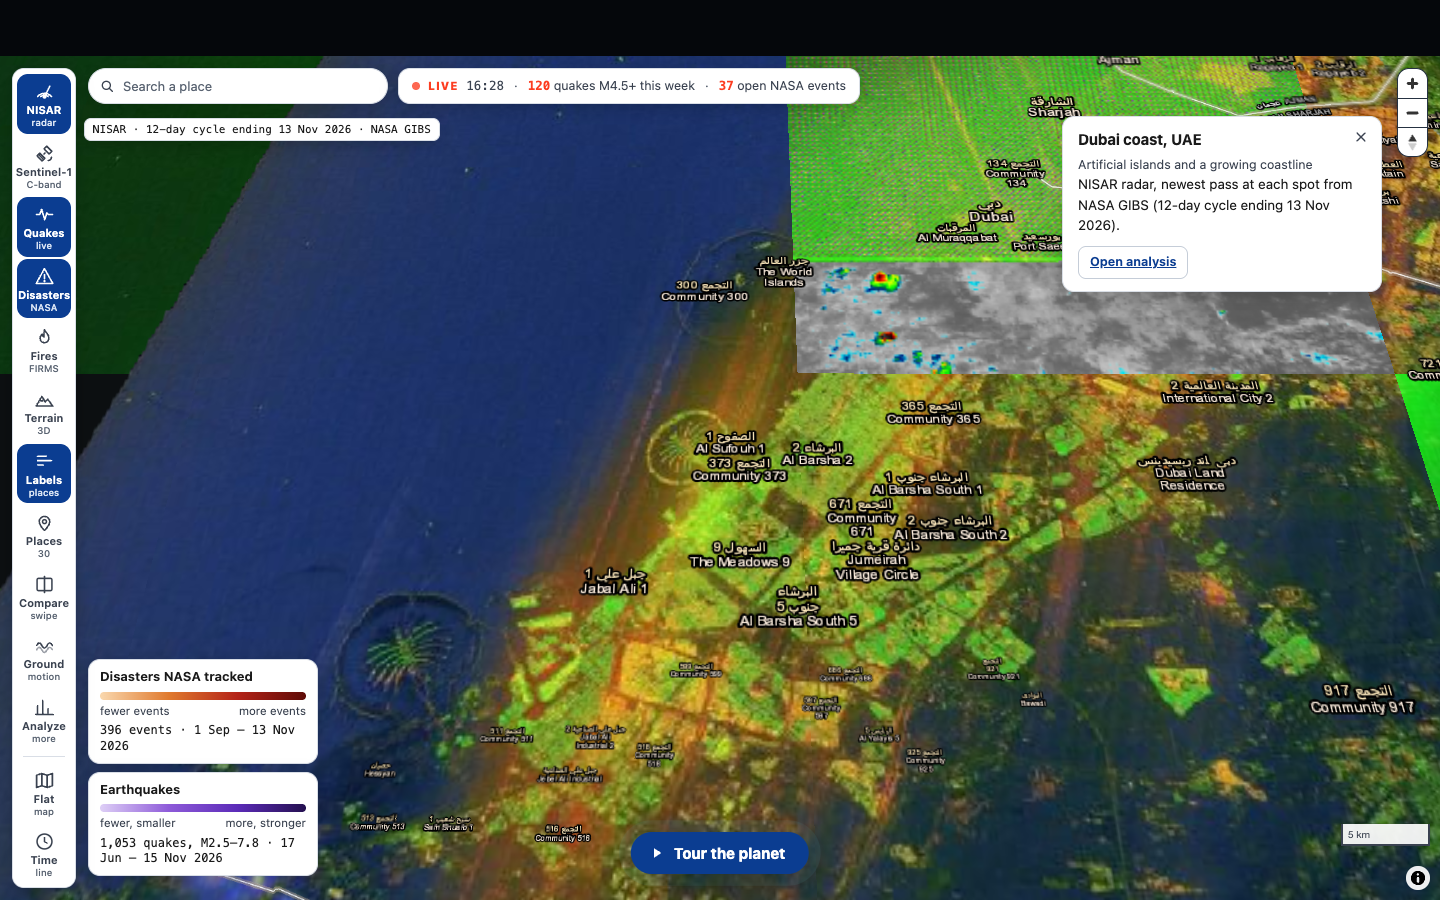 NISAR
radar
Sentinel-1
C-band
Quakes
live
Disasters
NASA
Fires
FIRMS
Terrain
3D
Labels
places
Places
30
Compare
swipe
Ground
motion
Analyze
more
Flat
map
Time
line
Search a place
LIVE 16:28 · 120 quakes M4.5+ this week · 37 open NASA events
NISAR · 12-day cycle ending 13 Nov 2026 · NASA GIBS
Dubai coast, UAE
Artificial islands and a growing coastline
NISAR radar, newest pass at each spot from
NASA GIBS (12-day cycle ending 13 Nov
2026).
Open analysis
Ajman
الشارقة
Sharjah
التجمع 134
Community
134
دبي
Dubai
المرقبات
Al Muraqqabat
بورسعيد
Port Saee
جزر العالم
The World
Islands
التجمع 300
Community 300
المدينة العالمية 2
International City 2
التجمع 365
Community 365
الصفوح 1
Al Sufouh 1
البرشاء 2
Al Barsha 2
التجمع 373
Community 373
دبي لاند ريسيدينس
Dubai Land
Residence
البرشاء جنوب 1
Al Barsha South 1
التجمع 671
Community
671
البرشاء جنوب 2
Al Barsha South 2
السهول 9
The Meadows 9
دائرة قرية جميرا
Jumeirah
Village Circle
جبل علي 1
Jabal Ali 1
البرشاء
جنوب 5
Al Barsha South 5
التجمع 917
Community 917
التجمع 516
Community 516
Disasters NASA tracked
fewer events more events
396 events · 1 Sep – 13 Nov
2026
Earthquakes
fewer, smaller more, stronger
1,053 quakes, M2.5–7.8 · 17
Jun – 15 Nov 2026
Tour the planet
5 km